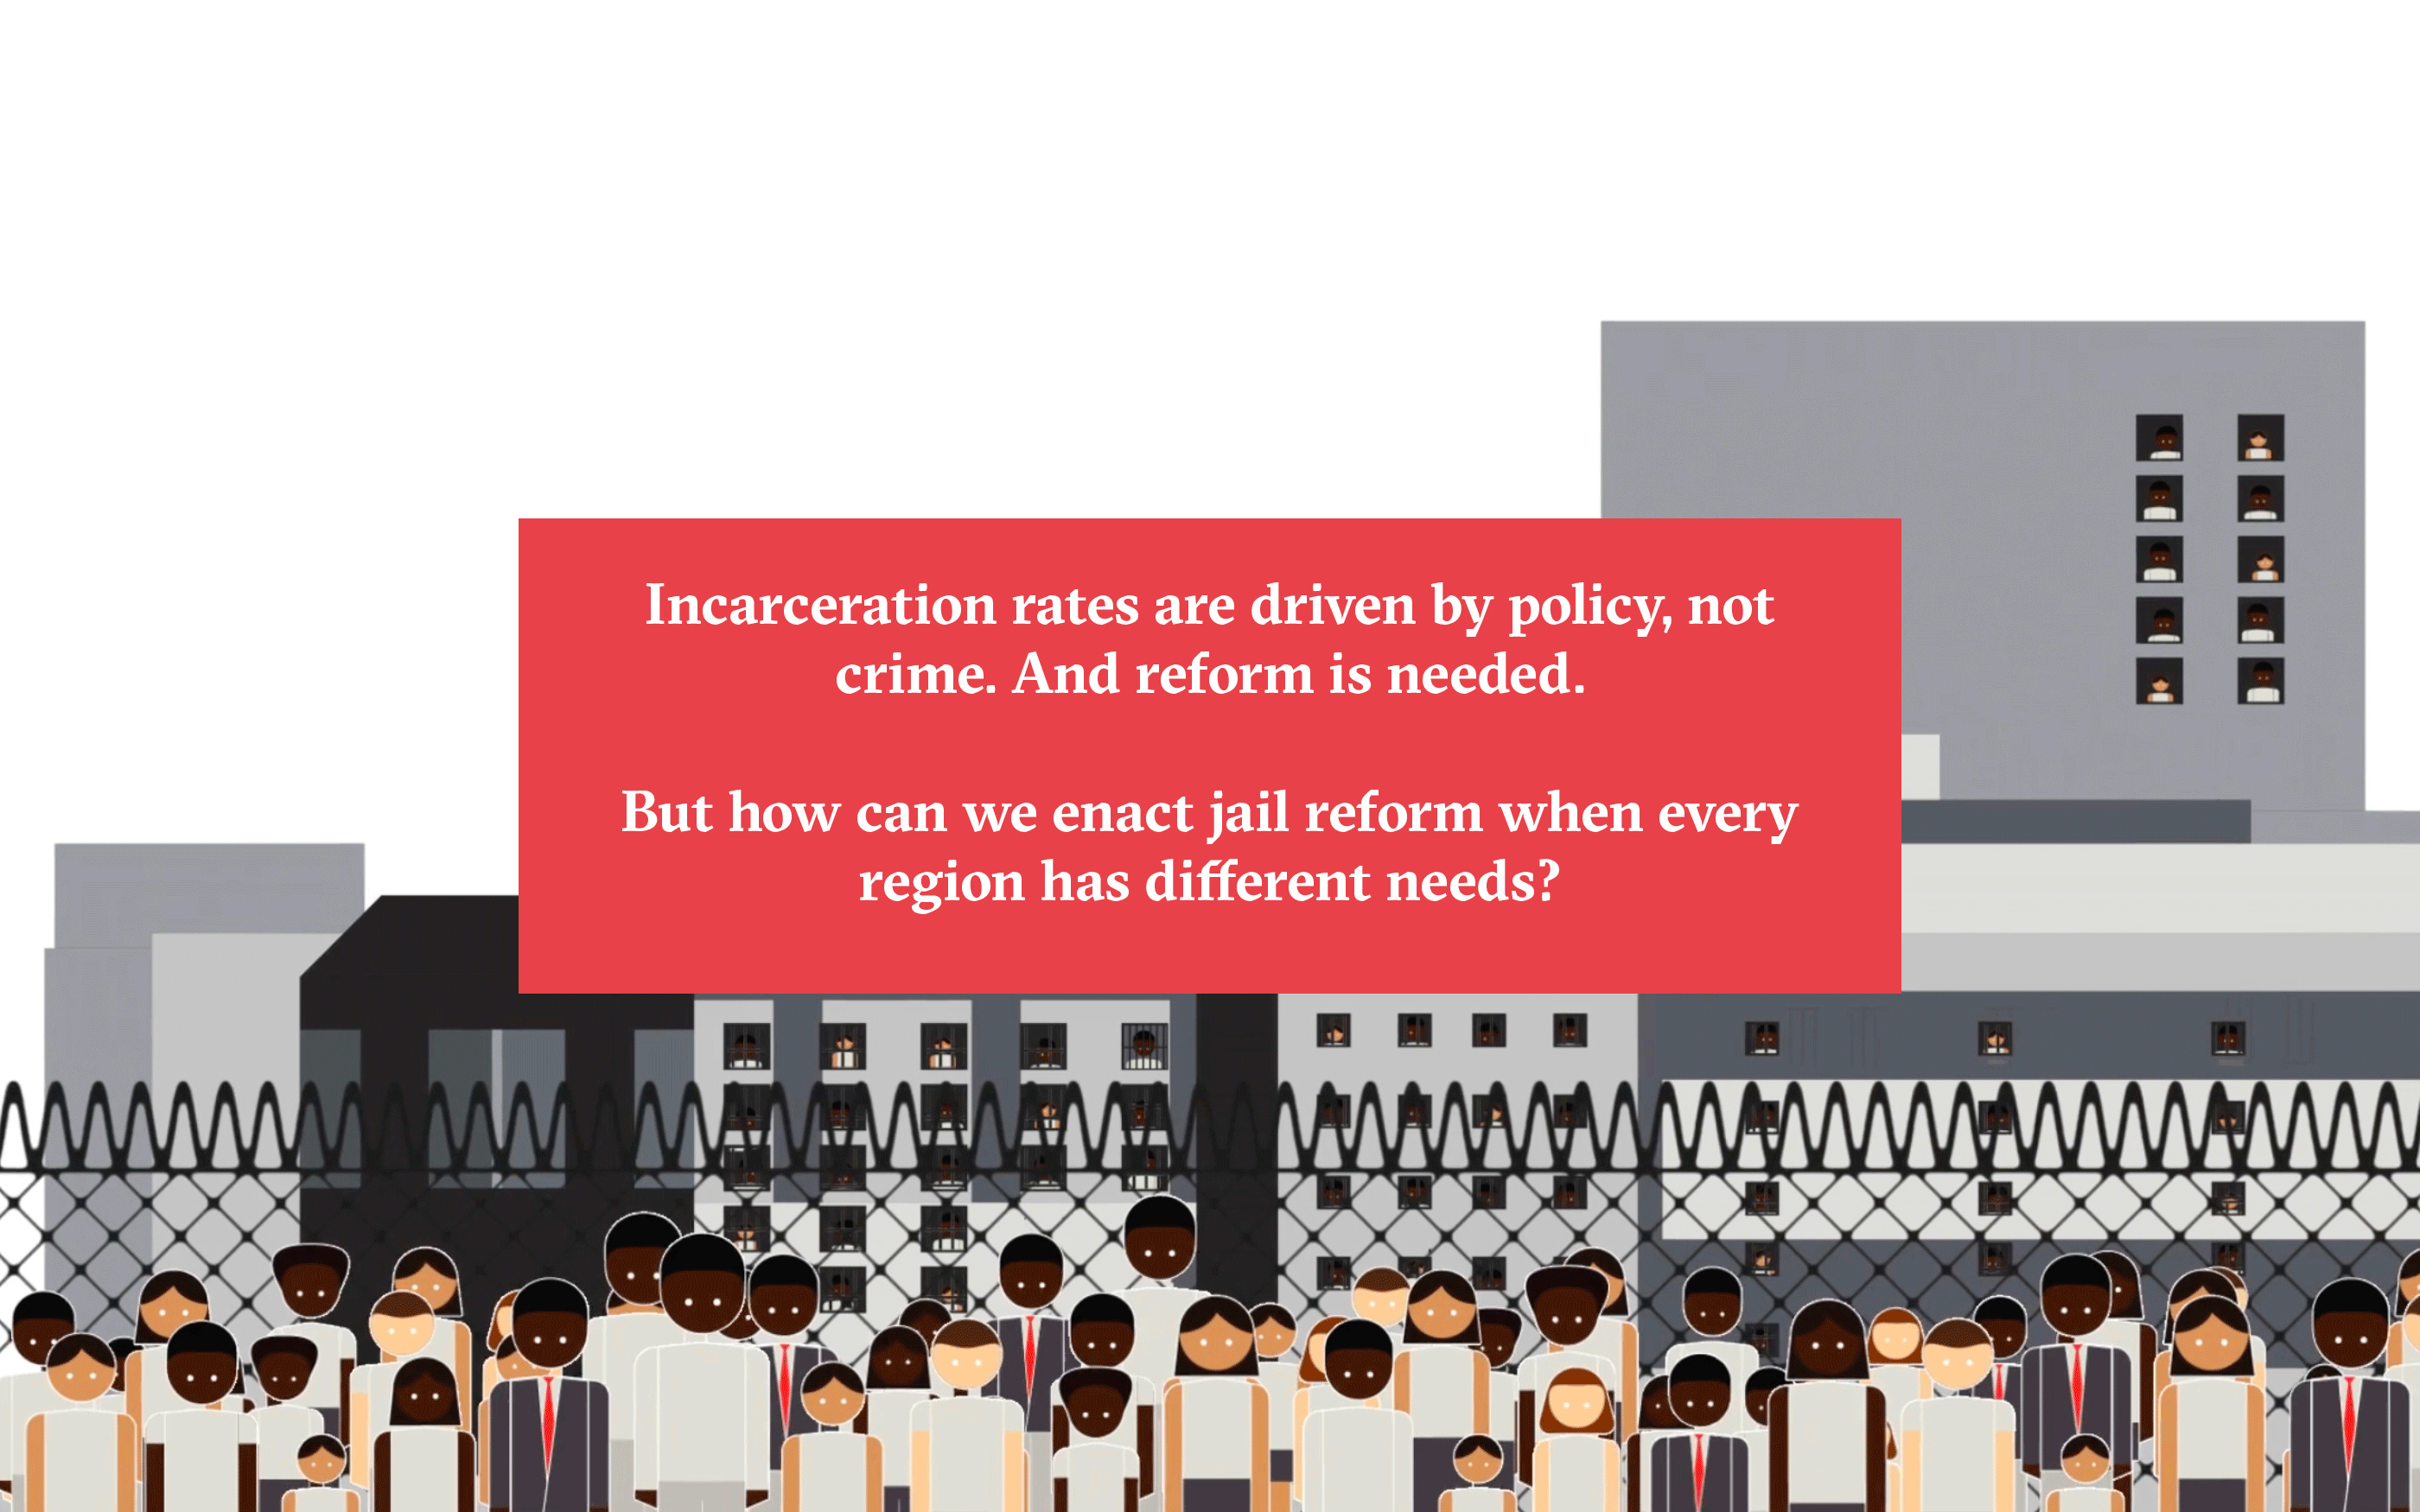 Incarceration rates are driven by policy, not
crime. And reform is needed.
But how can we enact jail reform when every
region has different needs?